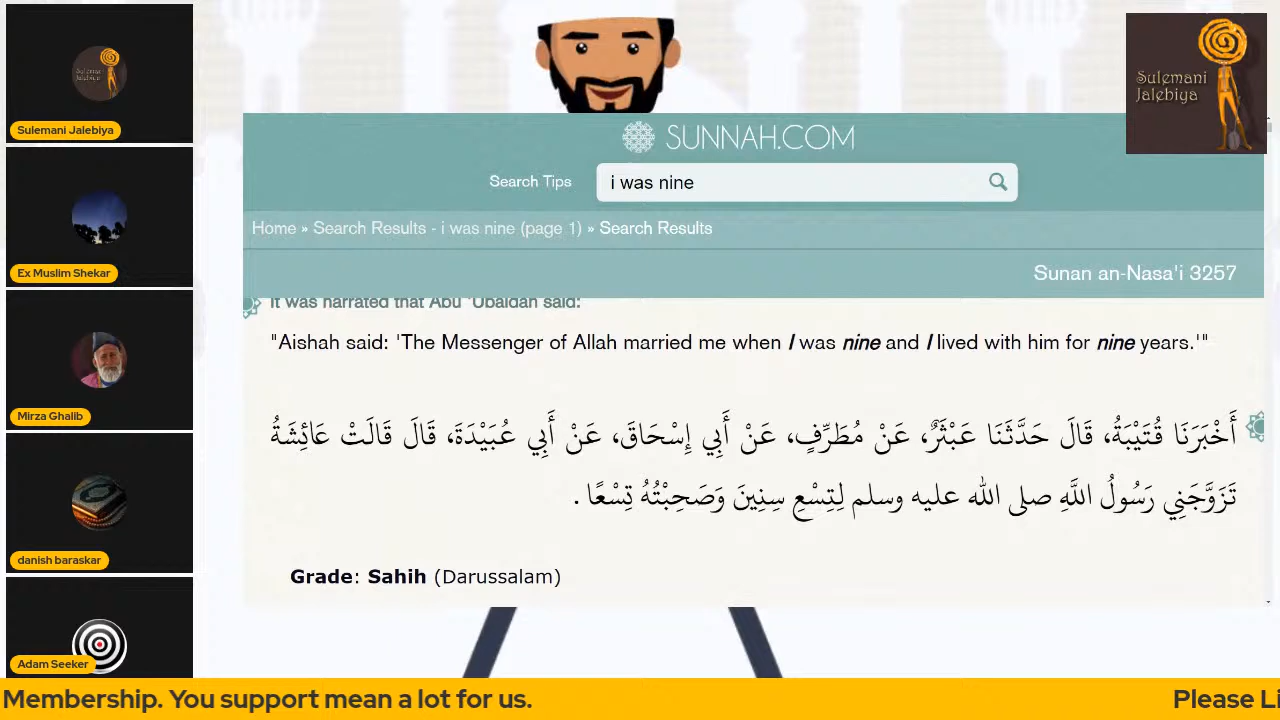 Sulemani Jalebiya
Ex Muslim Shekar
Mirza Ghalib
danish baraskar
Adam Seeker
Sulemani
Jalebiya
Sulemani
Jalebiya
SUNNAH.COM
Search Tips
i was nine
Home » Search Results - i was nine (page 1) » Search Results
Sunan an-Nasa'i 3257
It was narrated that Abu 'Ubaidah said:
"Aishah said: 'The Messenger of Allah married me when I was nine and I lived with him for nine years.'"
أَخْبَرَنَا قُتَيْبَةُ، قَالَ حَدَّثَنَا عَبْثَرٌ، عَنْ مُطَرِّفٍ، عَنْ أَبِي إِسْحَاقَ، عَنْ أَبِي عُبَيْدَةَ، قَالَ قَالَتْ عَائِشَةُ
تَزَوَّجَنِي رَسُولُ اللَّهِ صلى الله عليه وسلم لِتِسْعِ سِنِينَ وَصَحِبْتُهُ تِسْعًا ‏.‏
Grade: Sahih (Darussalam)
Membership. You support mean a lot for us.
Please Li